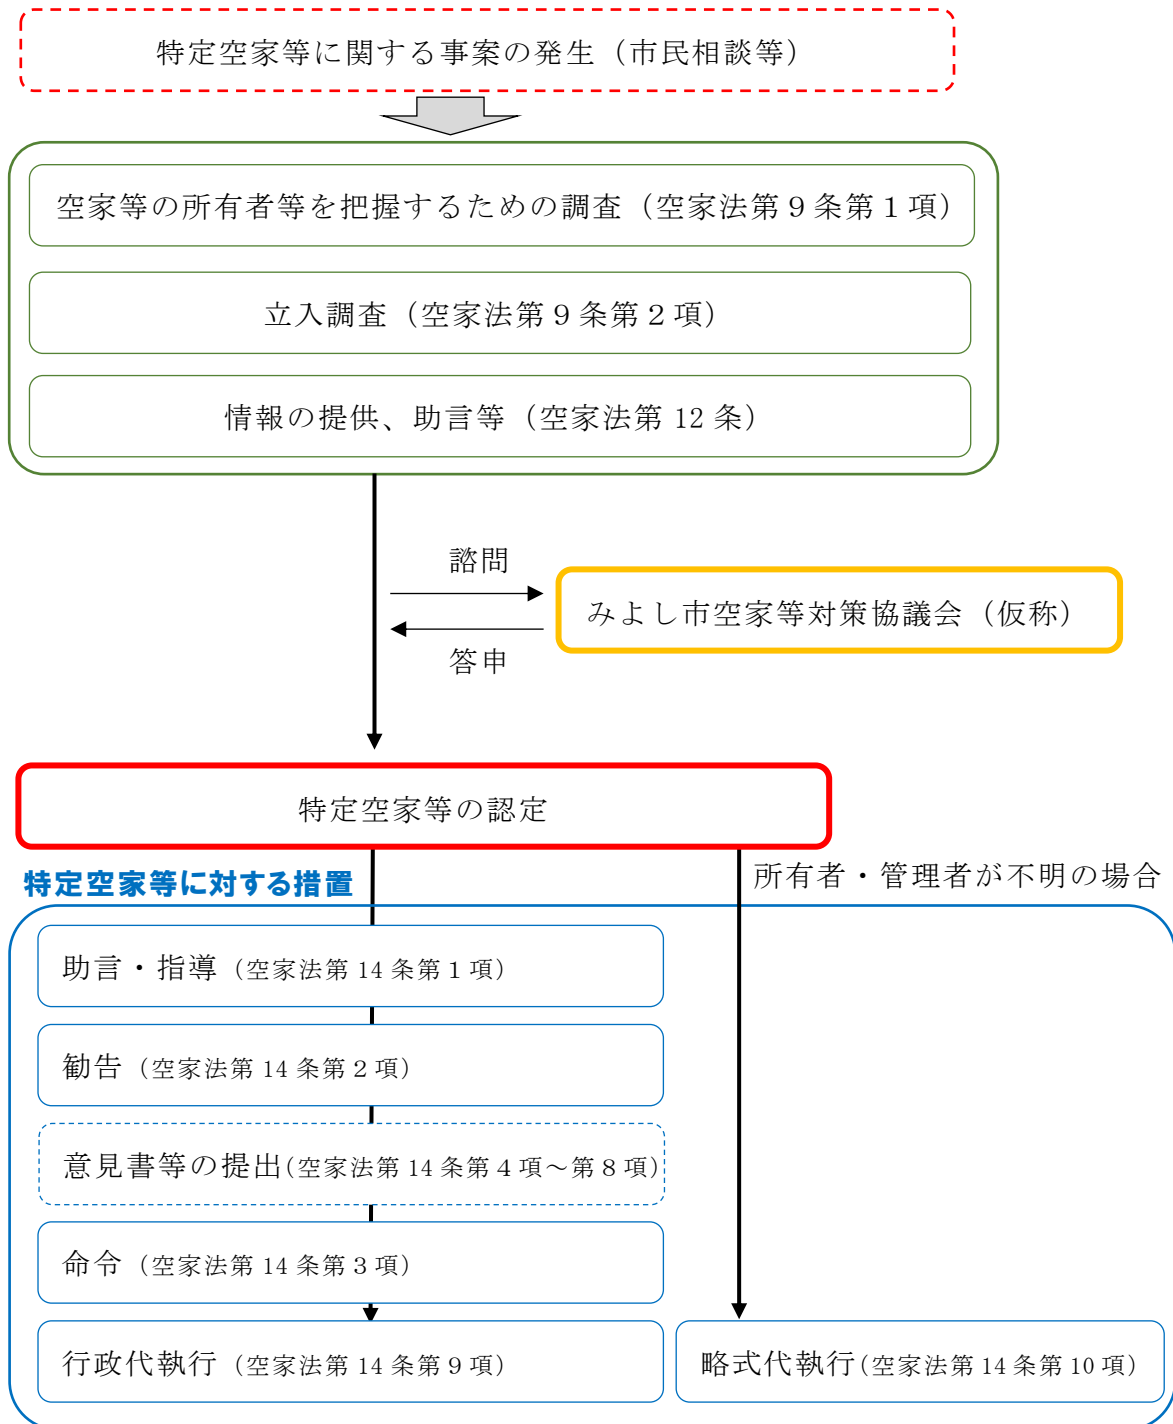 特定空家等に関する事案の発生（市民相談等）
空家等の所有者等を把握するための調査（空家法第９条第１項）
立入調査（空家法第９条第２項）
情報の提供、助言等（空家法第 12 条）
諮問
みよし市空家等対策協議会（仮称）
答申
特定空家等の認定
所有者・管理者が不明の場合
特定空家等に対する措置
助言・指導（空家法第 14 条第１項）
勧告（空家法第 14 条第２項）
意見書等の提出(空家法第 14 条第４項～第８項)
命令（空家法第 14 条第３項）
行政代執行（空家法第 14 条第９項）
略式代執行(空家法第 14 条第 10 項)